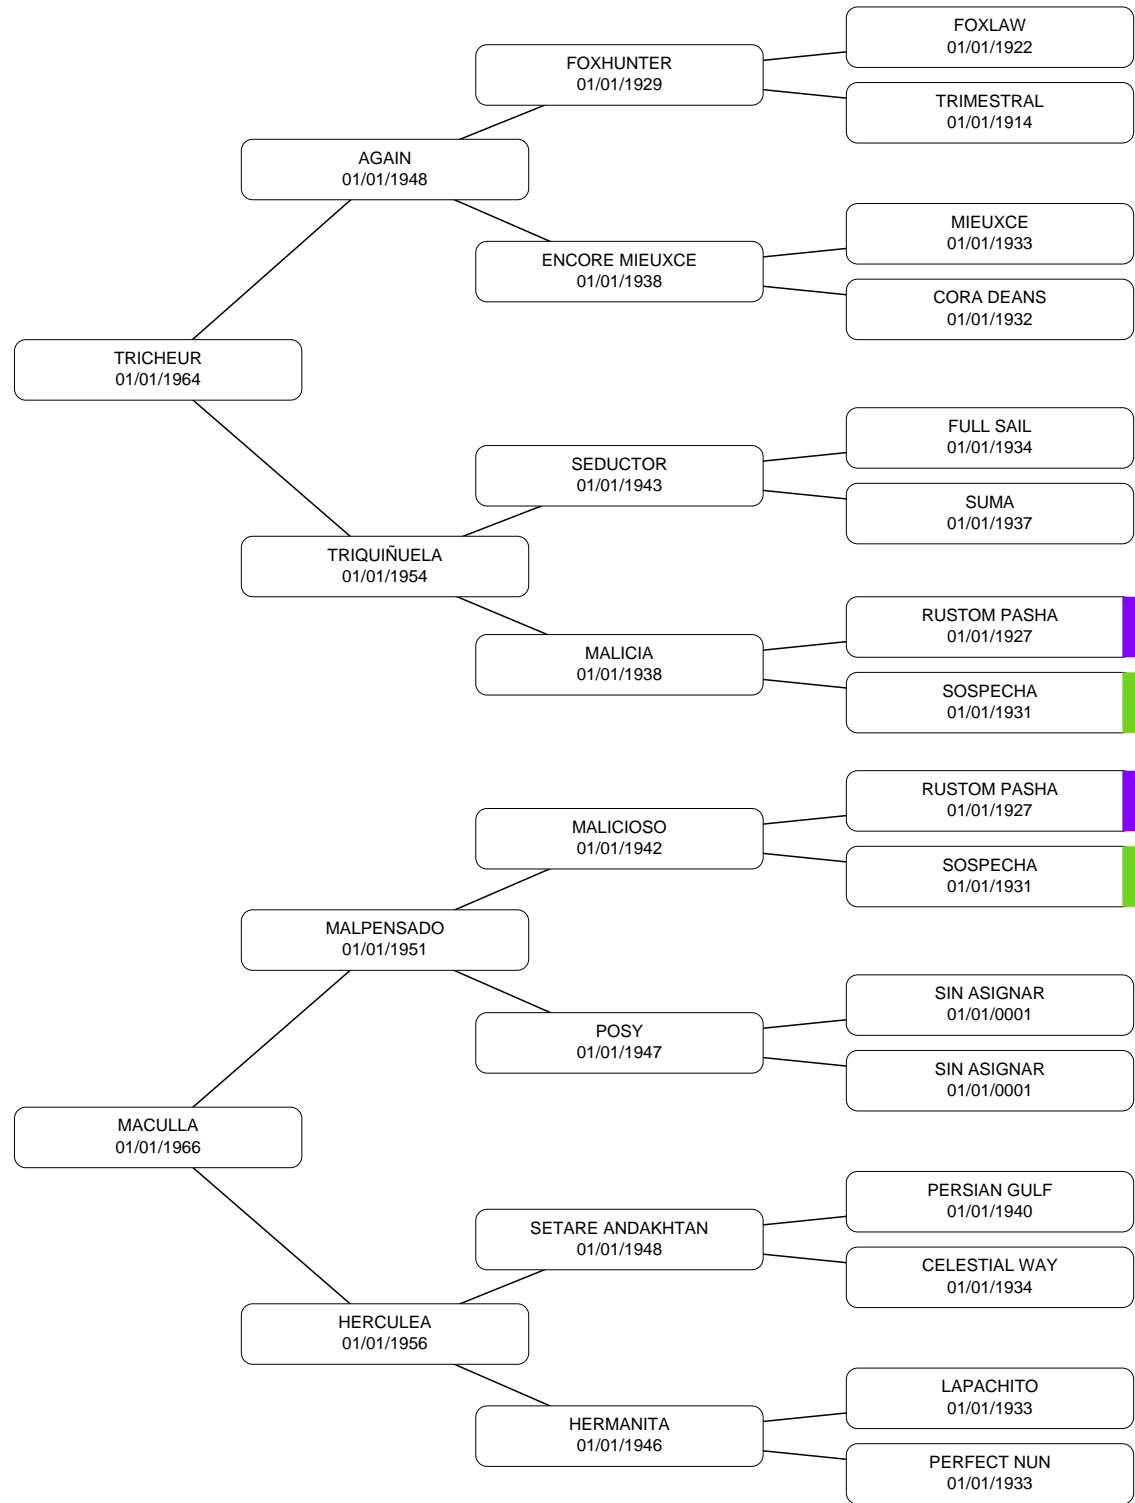 FOXLAW
01/01/1922
FOXHUNTER
01/01/1929
TRIMESTRAL
01/01/1914
AGAIN
01/01/1948
MIEUXCE
01/01/1933
ENCORE MIEUXCE
01/01/1938
CORA DEANS
01/01/1932
TRICHEUR
01/01/1964
FULL SAIL
01/01/1934
SEDUCTOR
01/01/1943
SUMA
01/01/1937
TRIQUIÑUELA
01/01/1954
RUSTOM PASHA
01/01/1927
MALICIA
01/01/1938
SOSPECHA
01/01/1931
RUSTOM PASHA
01/01/1927
MALICIOSO
01/01/1942
SOSPECHA
01/01/1931
MALPENSADO
01/01/1951
SIN ASIGNAR
01/01/0001
POSY
01/01/1947
SIN ASIGNAR
01/01/0001
MACULLA
01/01/1966
PERSIAN GULF
01/01/1940
SETARE ANDAKHTAN
01/01/1948
CELESTIAL WAY
01/01/1934
HERCULEA
01/01/1956
LAPACHITO
01/01/1933
HERMANITA
01/01/1946
PERFECT NUN
01/01/1933